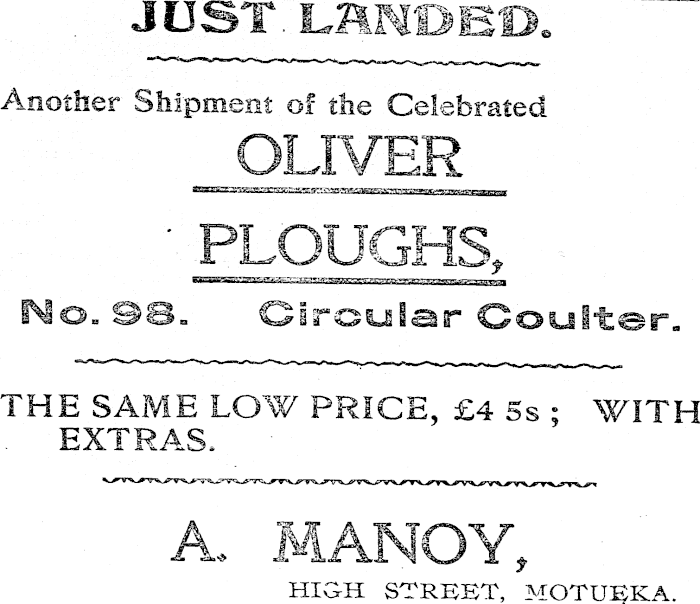 JUST LANDED.
Another Shipment of the Celebrated
OLIVER
PLOUGHS,
No. 98. Circular Coulter.
THE SAME LOW PRICE, £4 5s ; WITH
EXTRAS.
A. MANOY,
HIGH STREET, MOTUEKA.